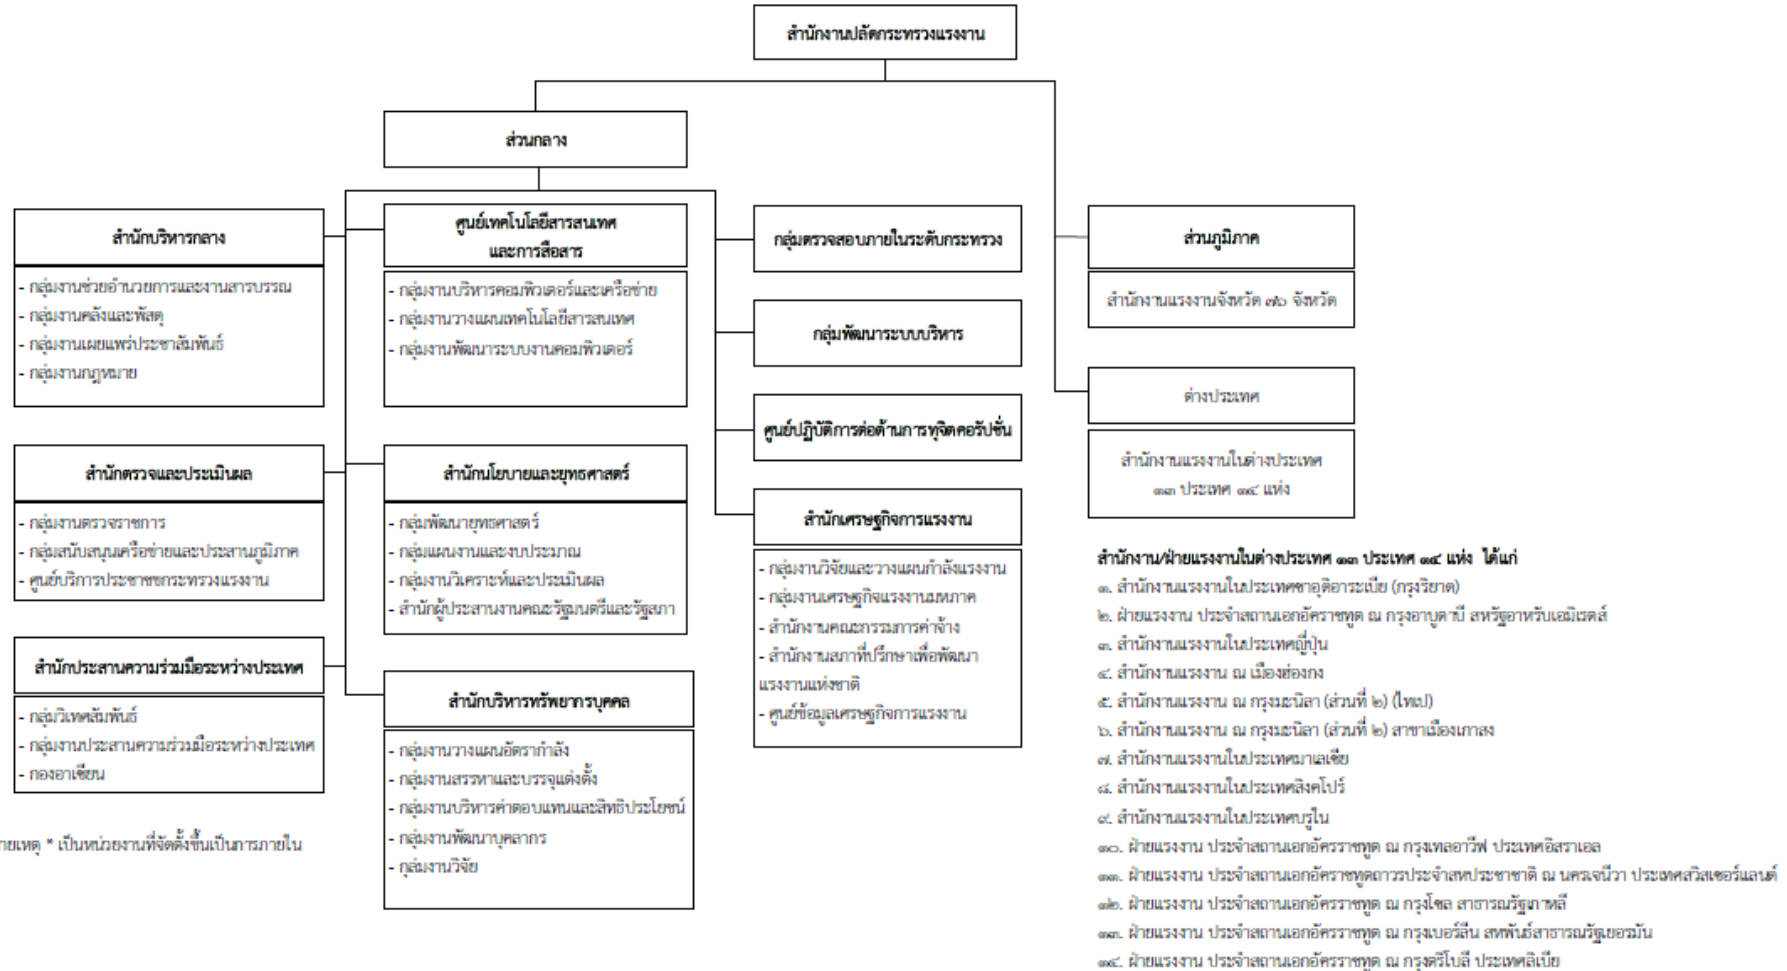 สำนักงานปลัดกระทรวงแรงงาน
ส่วนกลาง
สำนักบริหารกลาง
- กลุ่มงานช่วยอำนวยการและงานสารบรรณ
- กลุ่มงานคลังและพัสดุ
- กลุ่มงานเผยแพร่ประชาสัมพันธ์
- กลุ่มงานกฎหมาย
ศูนย์เทคโนโลยีสารสนเทศ
และการสื่อสาร
- กลุ่มงานบริหารคอมพิวเตอร์และเครือข่าย
- กลุ่มงานวางแผนเทคโนโลยีสารสนเทศ
- กลุ่มงานพัฒนาระบบงานคอมพิวเตอร์
กลุ่มตรวจสอบภายในระดับกระทรวง
กลุ่มพัฒนาระบบบริหาร
ศูนย์ปฏิบัติการต่อต้านการทุจิตคอรัปชั่น
ส่วนภูมิภาค
สำนักงานแรงงานจังหวัด ๗๖ จังหวัด
ต่างประเทศ
สำนักงานแรงงานในต่างประเทศ
๑๓ ประเทศ ๑๔ แห่ง
สำนักตรวจและประเมินผล
- กลุ่มงานตรวจราชการ
- กลุ่มสนับสนุนเครือข่ายและประสานภูมิภาค
- ศูนย์บริการประชาชชกระทรวงแรงงาน
สำนักนโยบายและยุทธศาสตร์
- กลุ่มพัฒนายุทธศาสตร์
- กลุ่มแผนงานและงบประมาณ
- กลุ่มงานวิเคราะห์และประเมินผล
- สำนักผู้ประสานงานคณะรัฐมนตรีและรัฐสภา
สำนักเศรษฐกิจการแรงงาน
- กลุ่มงานวิจัยและวางแผนกำลังแรงงาน
- กลุ่มงานเศรษฐกิจแรงงานมหภาค
- สำนักงานคณะกรรมการค่าจ้าง
- สำนักงานสภาที่ปรึกษาเพื่อพัฒนา
แรงงานแห่งชาติ
- ศูนย์ข้อมูลเศรษฐกิจการแรงงาน
สำนักประสานความร่วมมือระหว่างประเทศ
- กลุ่มวิเทศสัมพันธ์
- กลุ่มงานประสานความร่วมมือระหว่างประเทศ
- กองอาเซียน
สำนักบริหารทรัพยากรบุคคล
- กลุ่มงานวางแผนอัตรากำลัง
- กลุ่มงานสรรหาและบรรจุแต่งตั้ง
- กลุ่มงานบริหารค่าตอบแทนและสิทธิประโยชน์
- กลุ่มงานพัฒนาบุคลากร
- กลุ่มงานวิจัย
ายเหตุ * เป็นหน่วยงานที่จัดตั้งขึ้นเป็นการภายใน
สำนักงาน/ฝ่ายแรงงานในต่างประเทศ ๑๓ ประเทศ ๑๔ แห่ง ได้แก่
๑. สำนักงานแรงงานในประเทศซาอุดิอาระเบีย (กรุงริยาด)
๒. ฝ่ายแรงงาน ประจำสถานเอกอัคราชทูต ณ กรุงอาบูดาบี สหรัฐอาหรับเอมิเรตส์
๓. สำนักงานแรงงานในประเทศญี่ปุ่น
๔. สำนักงานแรงงาน ณ เมืองฮ่องกง
๕. สำนักงานแรงงาน ณ กรุงมะนิลา (ส่วนที่ ๒) (ไทเป)
๖. สำนักงานแรงงาน ณ กรุงมะนิลา (ส่วนที่ ๒) สาขาเมืองเกาสง
๗. สำนักงานแรงงานในประเทศมาเลเซีย
๘. สำนักงานแรงงานในประเทศสิงคโปร์
๙. สำนักงานแรงงานในประเทศบรูไน
๑๐. ฝ่ายแรงงาน ประจำสถานเอกอัครราชทูต ณ กรุงเทลอาวีฟ ประเทศอิสราเอล
๑๑. ฝ่ายแรงงาน ประจำสถานเอกอัคราชทูตถาวรประจำสหประชาชาติ ณ นครเจนีวา ประเทศสวิสเซอร์แลนด์
๑๒. ฝ่ายแรงงาน ประจำสถานเอกอัครราชทูต ณ กรุงโซล สาธารณรัฐเกาหลี
๑๓. ฝ่ายแรงงาน ประจำสถานเอกอัครราชทูต ณ กรุงเบอร์ลีน สหพันธ์สาธารณรัฐเยอรมัน
๑๔. ฝ่ายแรงงาน ประจำสถานเอกอัครราชทูต ณ กรุงตริโบลี ประเทศลิเบีย